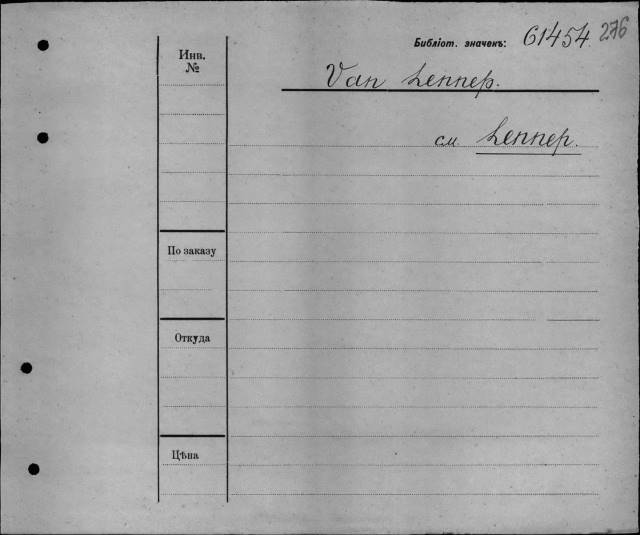 Библіот. значекъ: 61454. 276
Инв. №
Van Lennep.
см. Lennep.
По заказу
Откуда
Цѣна